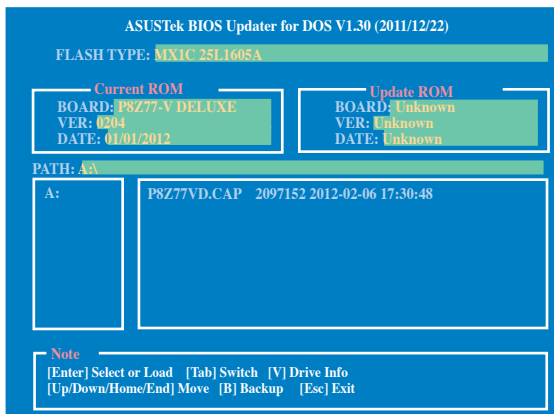 ASUSTek BIOS Updater for DOS V1.30 (2011/12/22)
FLASH TYPE: MX1C 25L1605A
Current ROM
BOARD: P8Z77-V DELUXE
VER: 0204
DATE: 01/01/2012
Update ROM
BOARD: Unknown
VER: Unknown
DATE: Unknown
PATH: A:\
A:
P8Z77VD.CAP 2097152 2012-02-06 17:30:48
Note
[Enter] Select or Load [Tab] Switch [V] Drive Info
[Up/Down/Home/End] Move [B] Backup [Esc] Exit